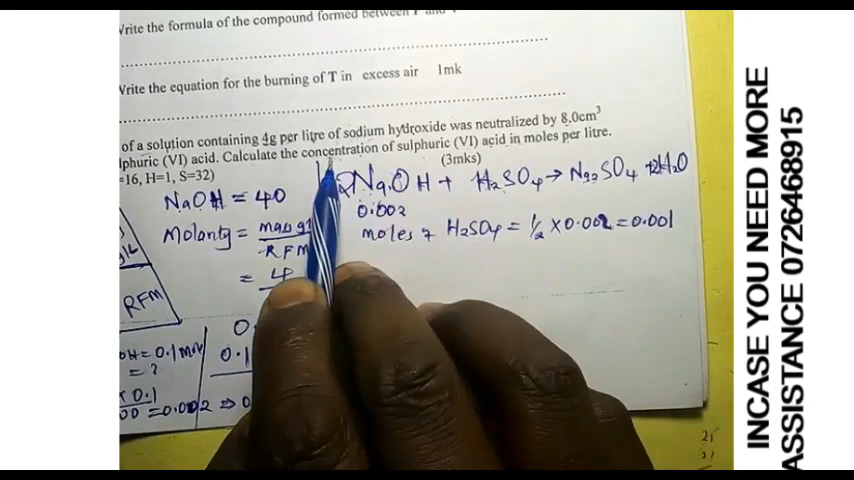 Write the formula of the compound formed between
Write the equation for the burning of T in excess air 1mk
of a solution containing 4g per litre of sodium hydroxide was neutralized by 8.0cm³
lphuric (VI) acid. Calculate the concentration of sulphuric (VI) acid in moles per litre.
=16, H=1, S=32) (3mks)
2NaOH + H₂SO₄ → Na₂SO₄ + 2H₂O
0.002
NaOH = 40
Molarity = mass g/
RFM
= 4
moles of H₂SO₄ = 1/2 × 0.002 = 0.001
g/L
RFM
OH = 0.1 mol
= ?
× 0.1
00 = 0.002 ⇒ 0
0.1
INCASE YOU NEED MORE
ASSISTANCE 0726468915